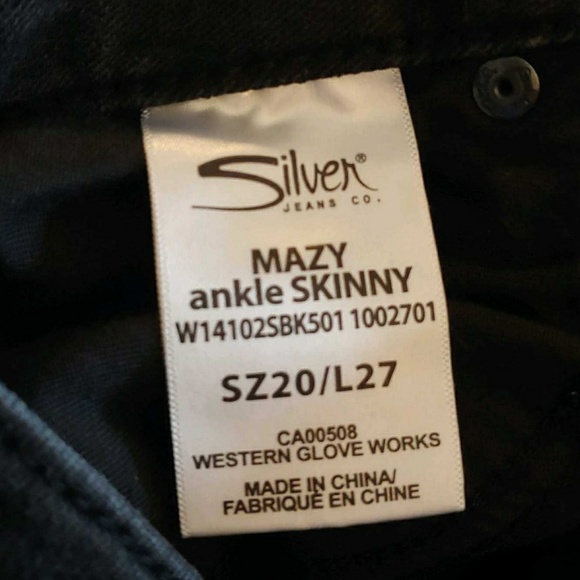 Silver®
JEANS CO.
MAZY
ankle SKINNY
W14102SBK501 1002701
SZ20/L27
CA00508
WESTERN GLOVE WORKS
MADE IN CHINA/
FABRIQUÉ EN CHINE